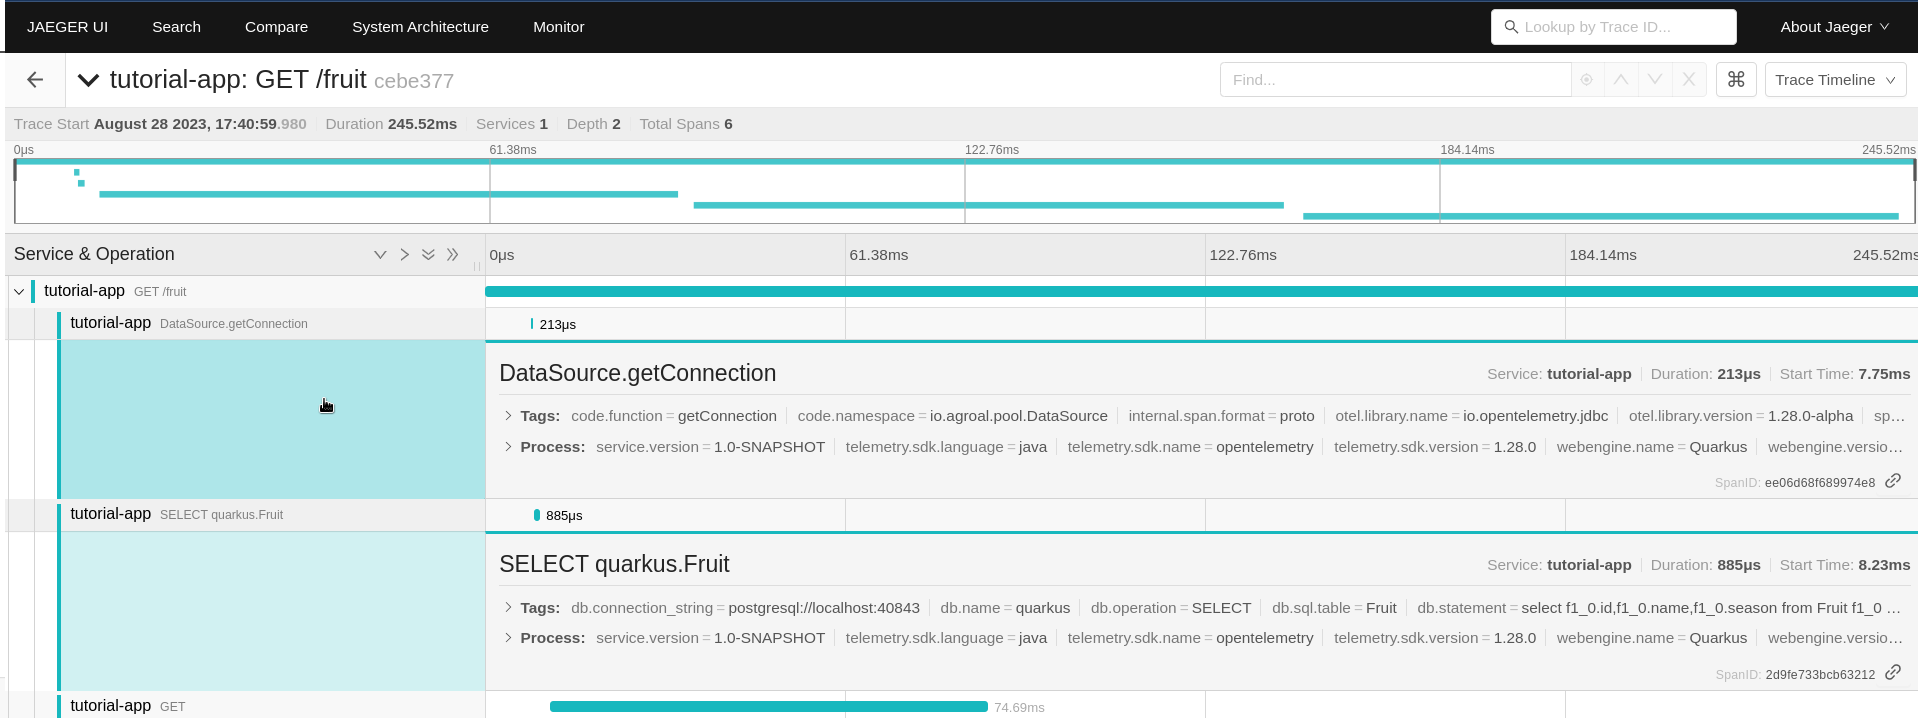 JAEGER UI Search Compare System Architecture Monitor Lookup by Trace ID... About Jaeger
tutorial-app: GET /fruit cebe377 Find... ⌘ Trace Timeline
Trace Start August 28 2023, 17:40:59.980 Duration 245.52ms Services 1 Depth 2 Total Spans 6
0μs 61.38ms 122.76ms 184.14ms 245.52ms
Service & Operation 0μs 61.38ms 122.76ms 184.14ms 245.52ms
tutorial-app GET /fruit
tutorial-app DataSource.getConnection 213μs
DataSource.getConnection Service: tutorial-app Duration: 213μs Start Time: 7.75ms
Tags: code.function = getConnection code.namespace = io.agroal.pool.DataSource internal.span.format = proto otel.library.name = io.opentelemetry.jdbc otel.library.version = 1.28.0-alpha sp...
Process: service.version = 1.0-SNAPSHOT telemetry.sdk.language = java telemetry.sdk.name = opentelemetry telemetry.sdk.version = 1.28.0 webengine.name = Quarkus webengine.versio...
SpanID: ee06d68f689974e8
tutorial-app SELECT quarkus.Fruit 885μs
SELECT quarkus.Fruit Service: tutorial-app Duration: 885μs Start Time: 8.23ms
Tags: db.connection_string = postgresql://localhost:40843 db.name = quarkus db.operation = SELECT db.sql.table = Fruit db.statement = select f1_0.id,f1_0.name,f1_0.season from Fruit f1_0 ...
Process: service.version = 1.0-SNAPSHOT telemetry.sdk.language = java telemetry.sdk.name = opentelemetry telemetry.sdk.version = 1.28.0 webengine.name = Quarkus webengine.versio...
SpanID: 2d9fe733bcb63212
tutorial-app GET 74.69ms